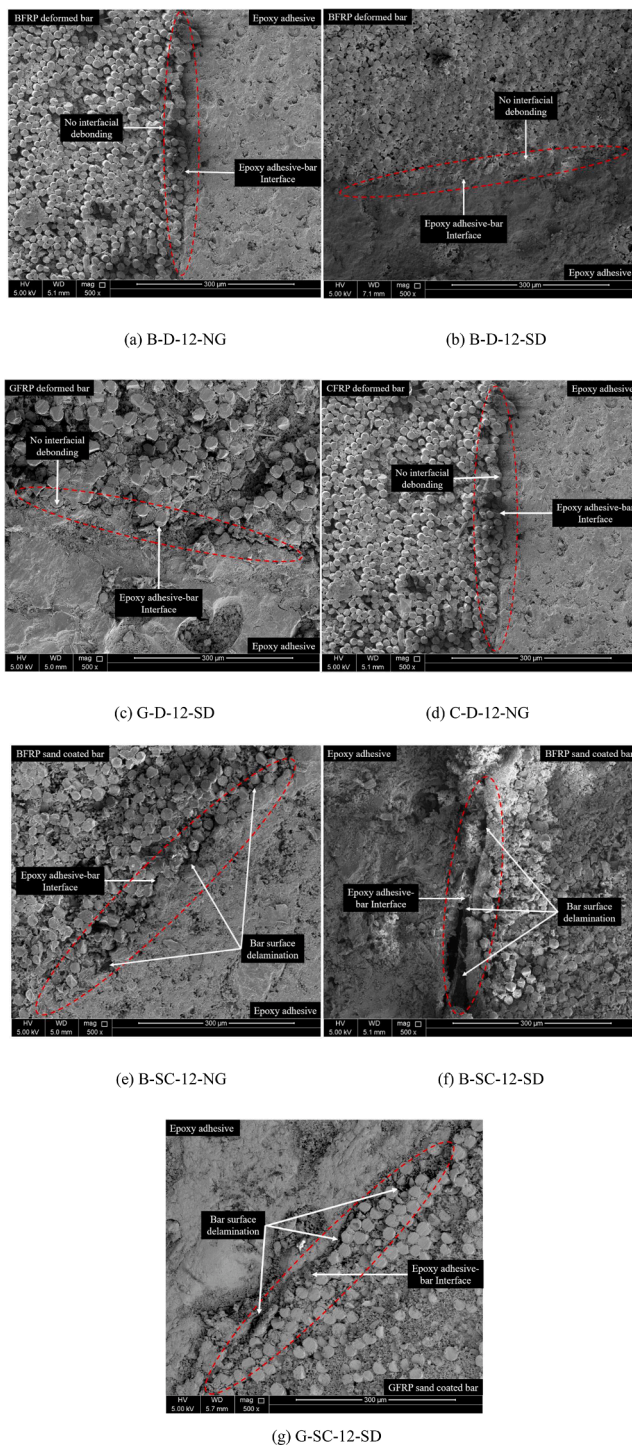 BFRP deformed bar
Epoxy adhesive
No interfacial
debonding
Epoxy adhesive-bar
Interface
HV WD mag
5.00 kV 5.1 mm 500 x
300 µm
(a) B-D-12-NG
BFRP deformed bar
No interfacial
debonding
Epoxy adhesive-bar
Interface
Epoxy adhesive
HV WD mag
5.00 kV 7.1 mm 500 x
300 µm
(b) B-D-12-SD
GFRP deformed bar
No interfacial
debonding
Epoxy adhesive-bar
Interface
Epoxy adhesive
HV WD mag
5.00 kV 5.0 mm 500 x
300 µm
(c) G-D-12-SD
CFRP deformed bar
Epoxy adhesive
No interfacial
debonding
Epoxy adhesive-bar
Interface
HV WD mag
5.00 kV 5.1 mm 500 x
300 µm
(d) C-D-12-NG
BFRP sand coated bar
Epoxy adhesive-bar
Interface
Bar surface
delamination
Epoxy adhesive
HV WD mag
5.00 kV 5.0 mm 500 x
300 µm
(e) B-SC-12-NG
Epoxy adhesive
BFRP sand coated bar
Epoxy adhesive-
bar Interface
Bar surface
delamination
HV WD mag
5.00 kV 5.1 mm 500 x
300 µm
(f) B-SC-12-SD
Epoxy adhesive
Bar surface
delamination
Epoxy adhesive-
bar Interface
GFRP sand coated bar
HV WD mag
5.00 kV 5.7 mm 500 x
300 µm
(g) G-SC-12-SD